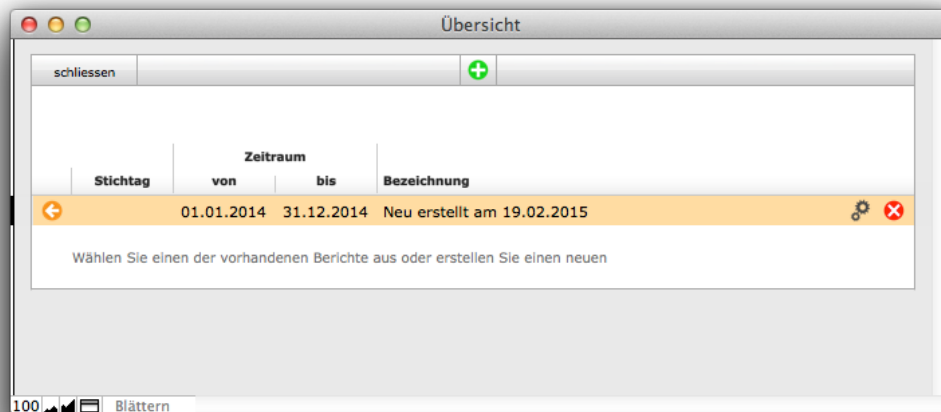 Übersicht
schliessen
Zeitraum
Stichtag von bis Bezeichnung
01.01.2014 31.12.2014 Neu erstellt am 19.02.2015
Wählen Sie einen der vorhandenen Berichte aus oder erstellen Sie einen neuen
100 Blättern